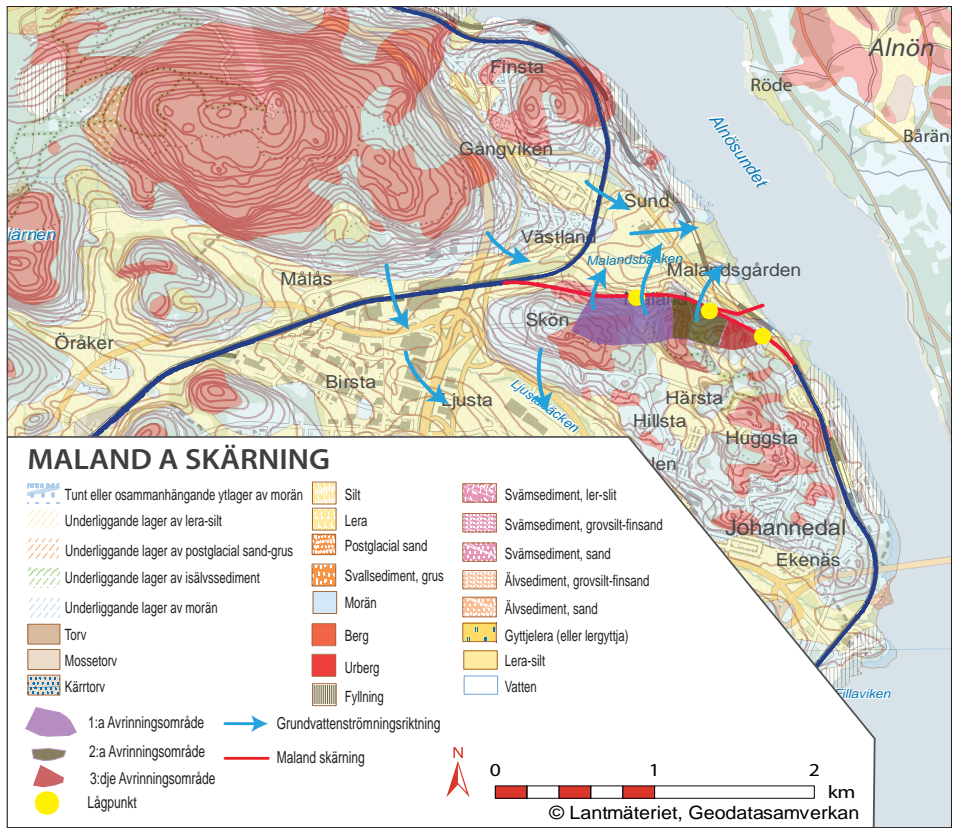 Alnön
Finsta
Röde
Alnösundet
Bårän
Gångviken
Sund
järnen
Västland
Malandsbäcken
Målås
Malandsgården
Maland
Skön
Öråker
Birsta
Ljusta
Ljustabäcken
Härsta
Hillsta
Huggsta
den
Johannedal
Ekenäs
Fillaviken
MALAND A SKÄRNING
Tunt eller osammanhängande ytlager av morän
Underliggande lager av lera-silt
Underliggande lager av postglacial sand-grus
Underliggande lager av isälvssediment
Underliggande lager av morän
Torv
Mossetorv
Kärrtorv
Silt
Lera
Postglacial sand
Svallsediment, grus
Morän
Berg
Urberg
Fyllning
Svämsediment, ler-slit
Svämsediment, grovsilt-finsand
Svämsediment, sand
Älvsediment, grovsilt-finsand
Älvsediment, sand
Gyttjelera (eller lergyttja)
Lera-silt
Vatten
1:a Avrinningsområde
2:a Avrinningsområde
3:dje Avrinningsområde
Lågpunkt
Grundvattenströmningsriktning
Maland skärning
N
0 1 2
km
© Lantmäteriet, Geodatasamverkan